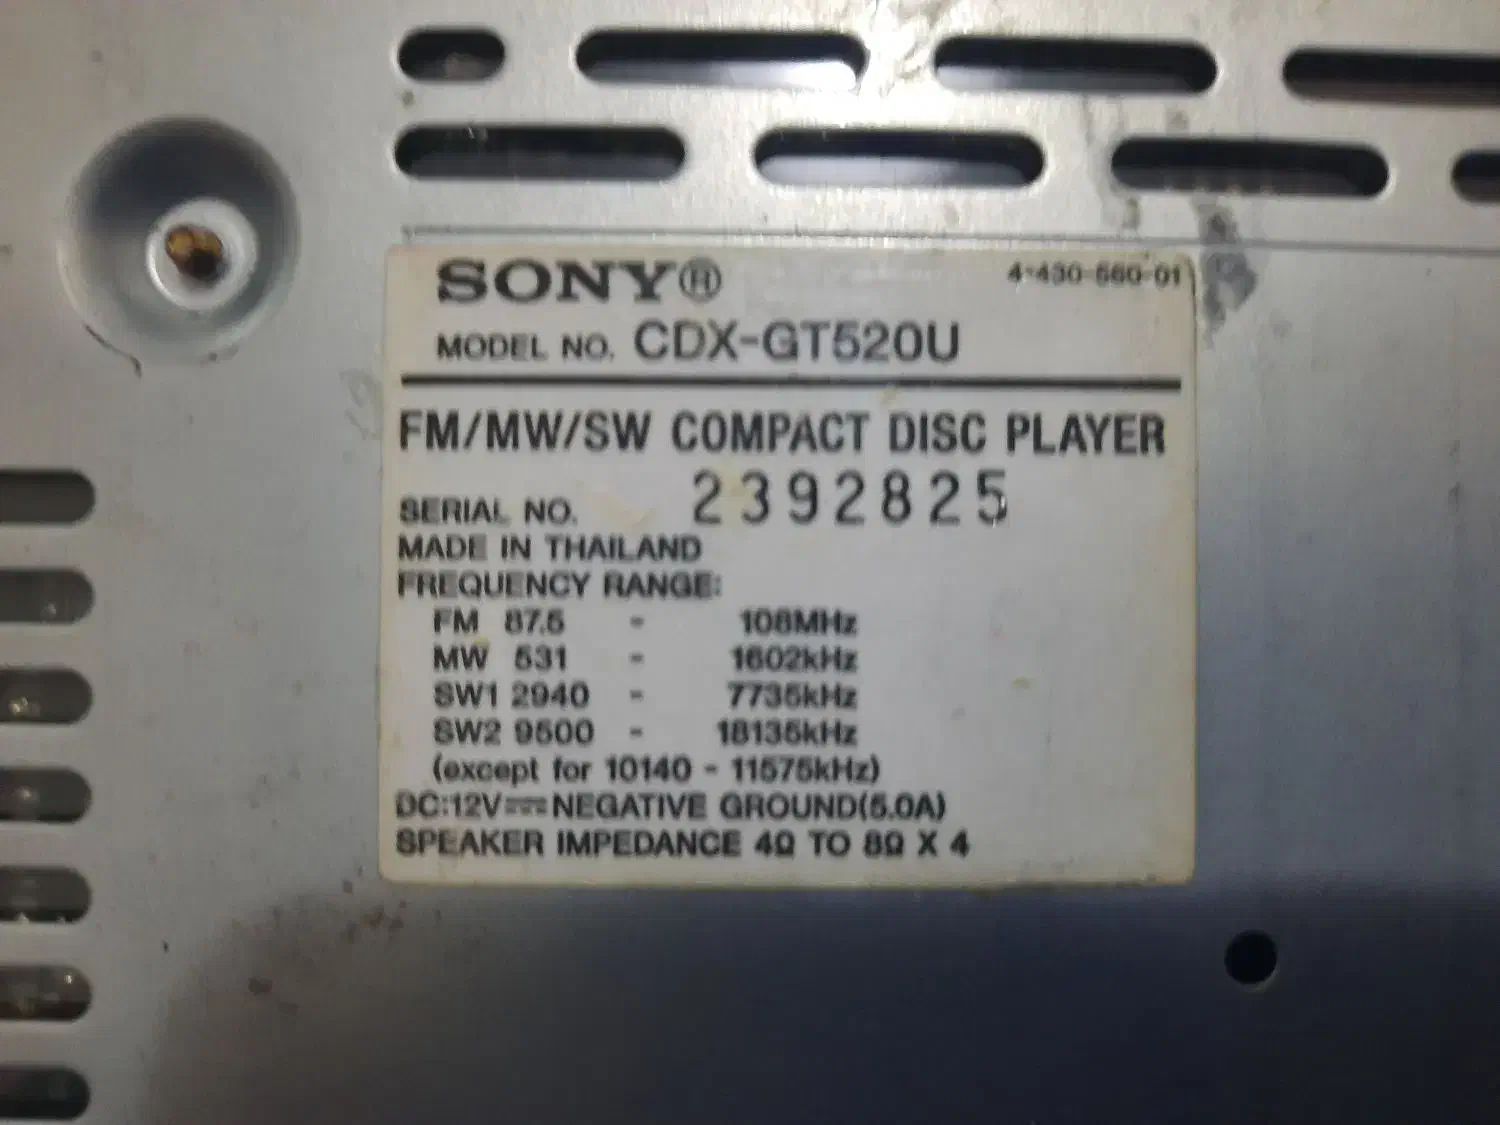 SONY®
4-430-560-01
MODEL NO. CDX-GT520U
FM/MW/SW COMPACT DISC PLAYER
SERIAL NO. 2392825
MADE IN THAILAND
FREQUENCY RANGE:
FM 87.5 - 108MHz
MW 531 - 1602kHz
SW1 2940 - 7735kHz
SW2 9500 - 18135kHz
(except for 10140 - 11575kHz)
DC:12V⎓NEGATIVE GROUND(5.0A)
SPEAKER IMPEDANCE 4Ω TO 8Ω X 4